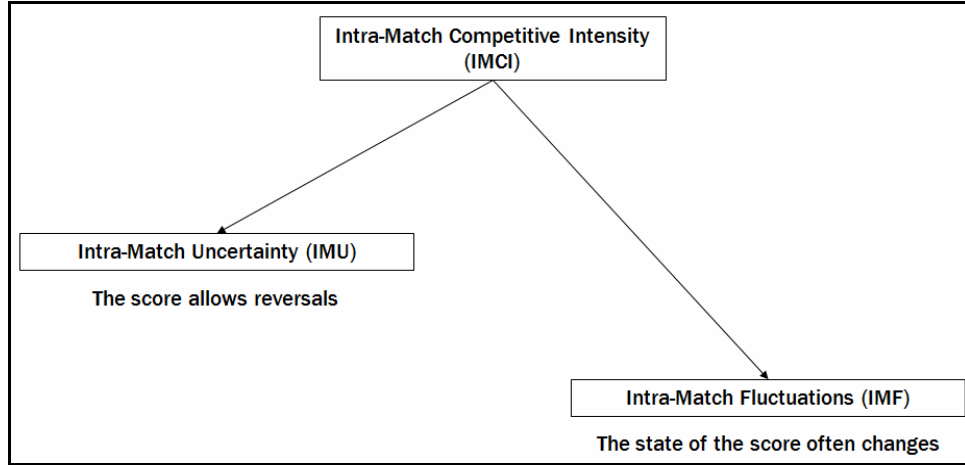 Intra-Match Competitive Intensity
(IMCI)
Intra-Match Uncertainty (IMU)
The score allows reversals
Intra-Match Fluctuations (IMF)
The state of the score often changes